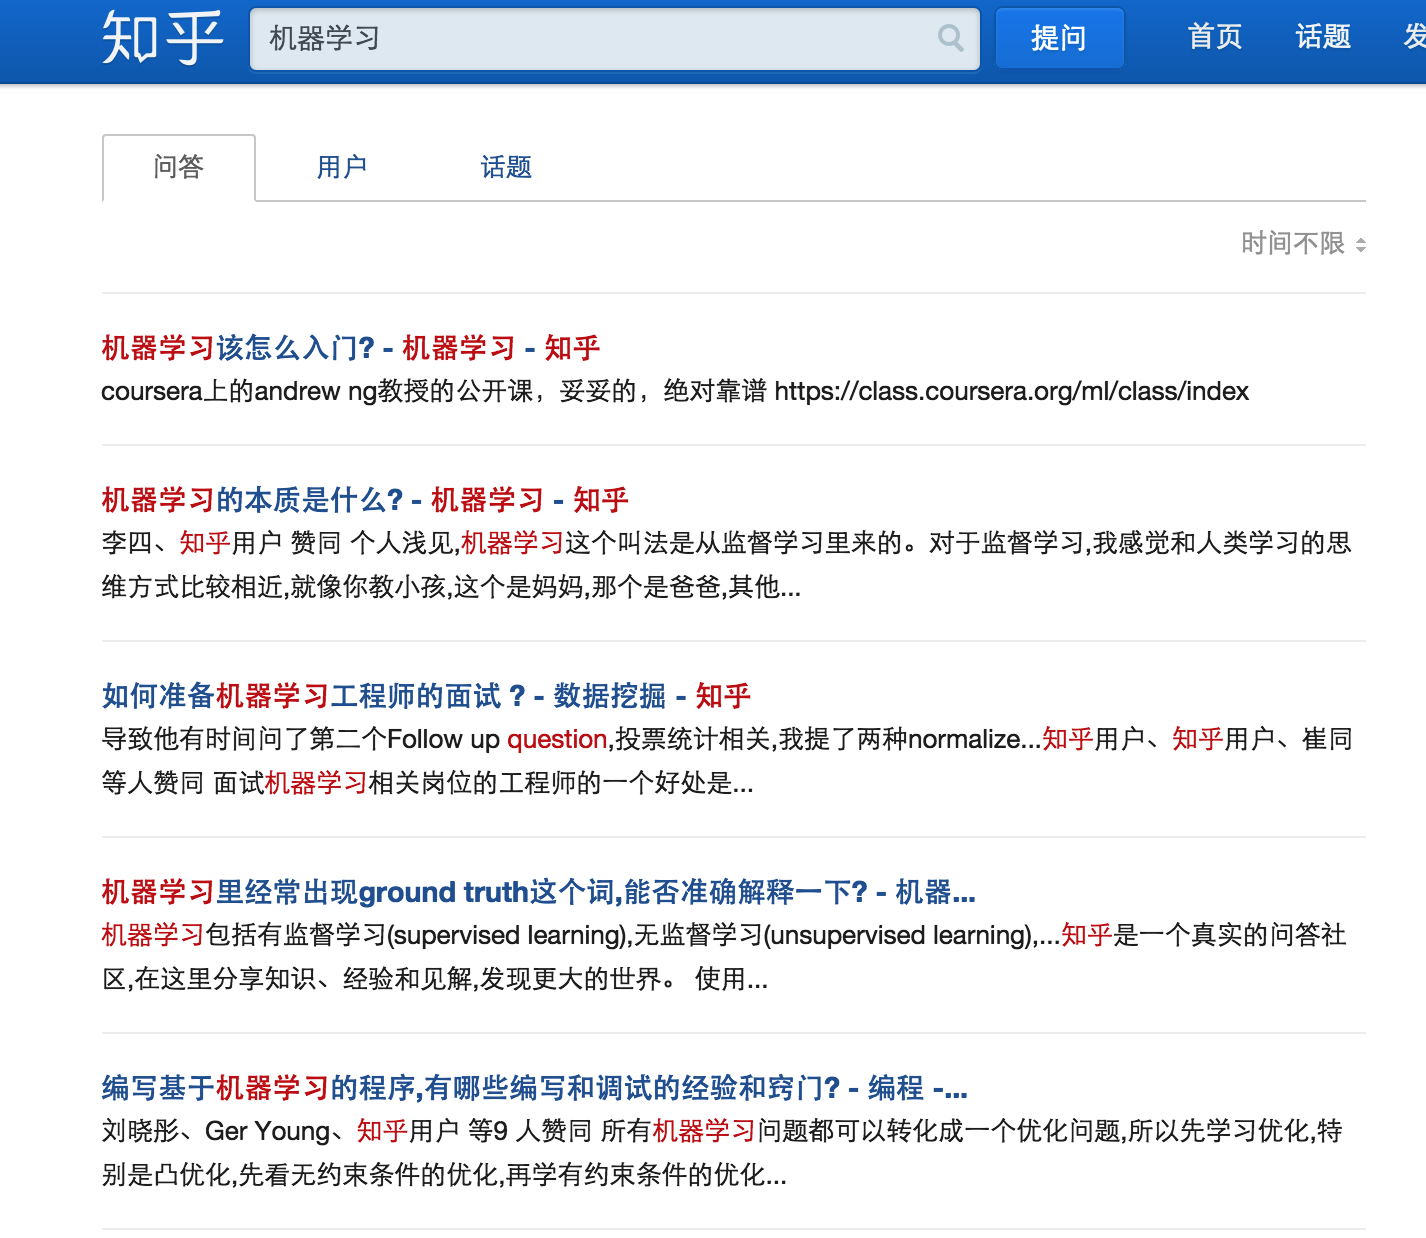 知乎 机器学习 提问 首页 话题 发
问答 用户 话题
时间不限
机器学习该怎么入门? - 机器学习 - 知乎
coursera上的andrew ng教授的公开课，妥妥的，绝对靠谱 https://class.coursera.org/ml/class/index
机器学习的本质是什么? - 机器学习 - 知乎
李四、知乎用户 赞同 个人浅见,机器学习这个叫法是从监督学习里来的。对于监督学习,我感觉和人类学习的思
维方式比较相近,就像你教小孩,这个是妈妈,那个是爸爸,其他...
如何准备机器学习工程师的面试 ? - 数据挖掘 - 知乎
导致他有时间问了第二个Follow up question,投票统计相关,我提了两种normalize...知乎用户、知乎用户、崔同
等人赞同 面试机器学习相关岗位的工程师的一个好处是...
机器学习里经常出现ground truth这个词,能否准确解释一下? - 机器...
机器学习包括有监督学习(supervised learning),无监督学习(unsupervised learning),...知乎是一个真实的问答社
区,在这里分享知识、经验和见解,发现更大的世界。 使用...
编写基于机器学习的程序,有哪些编写和调试的经验和窍门? - 编程 -...
刘晓彤、Ger Young、知乎用户 等9 人赞同 所有机器学习问题都可以转化成一个优化问题,所以先学习优化,特
别是凸优化,先看无约束条件的优化,再学有约束条件的优化...